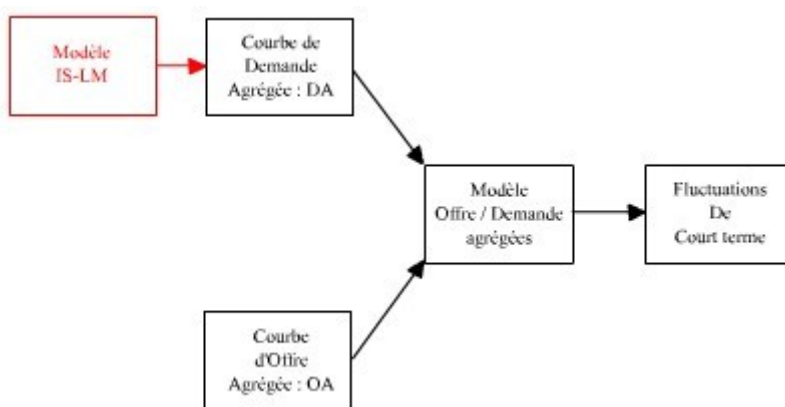 Modèle
IS-LM
Courbe de
Demande
Agrégée : DA
Modèle
Offre / Demande
agrégées
Fluctuations
De
Court terme
Courbe
d'Offre
Agrégée : OA